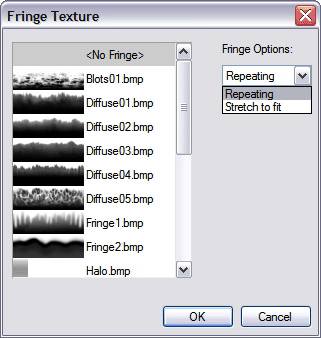 Fringe Texture
<No Fringe>
Blots01.bmp
Diffuse01.bmp
Diffuse02.bmp
Diffuse03.bmp
Diffuse04.bmp
Diffuse05.bmp
Fringe1.bmp
Fringe2.bmp
Halo.bmp
Fringe Options:
Repeating
Repeating
Stretch to fit
OK
Cancel